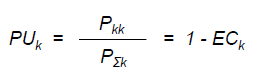 PU_k = P_kk / P_Σk = 1 - EC_k